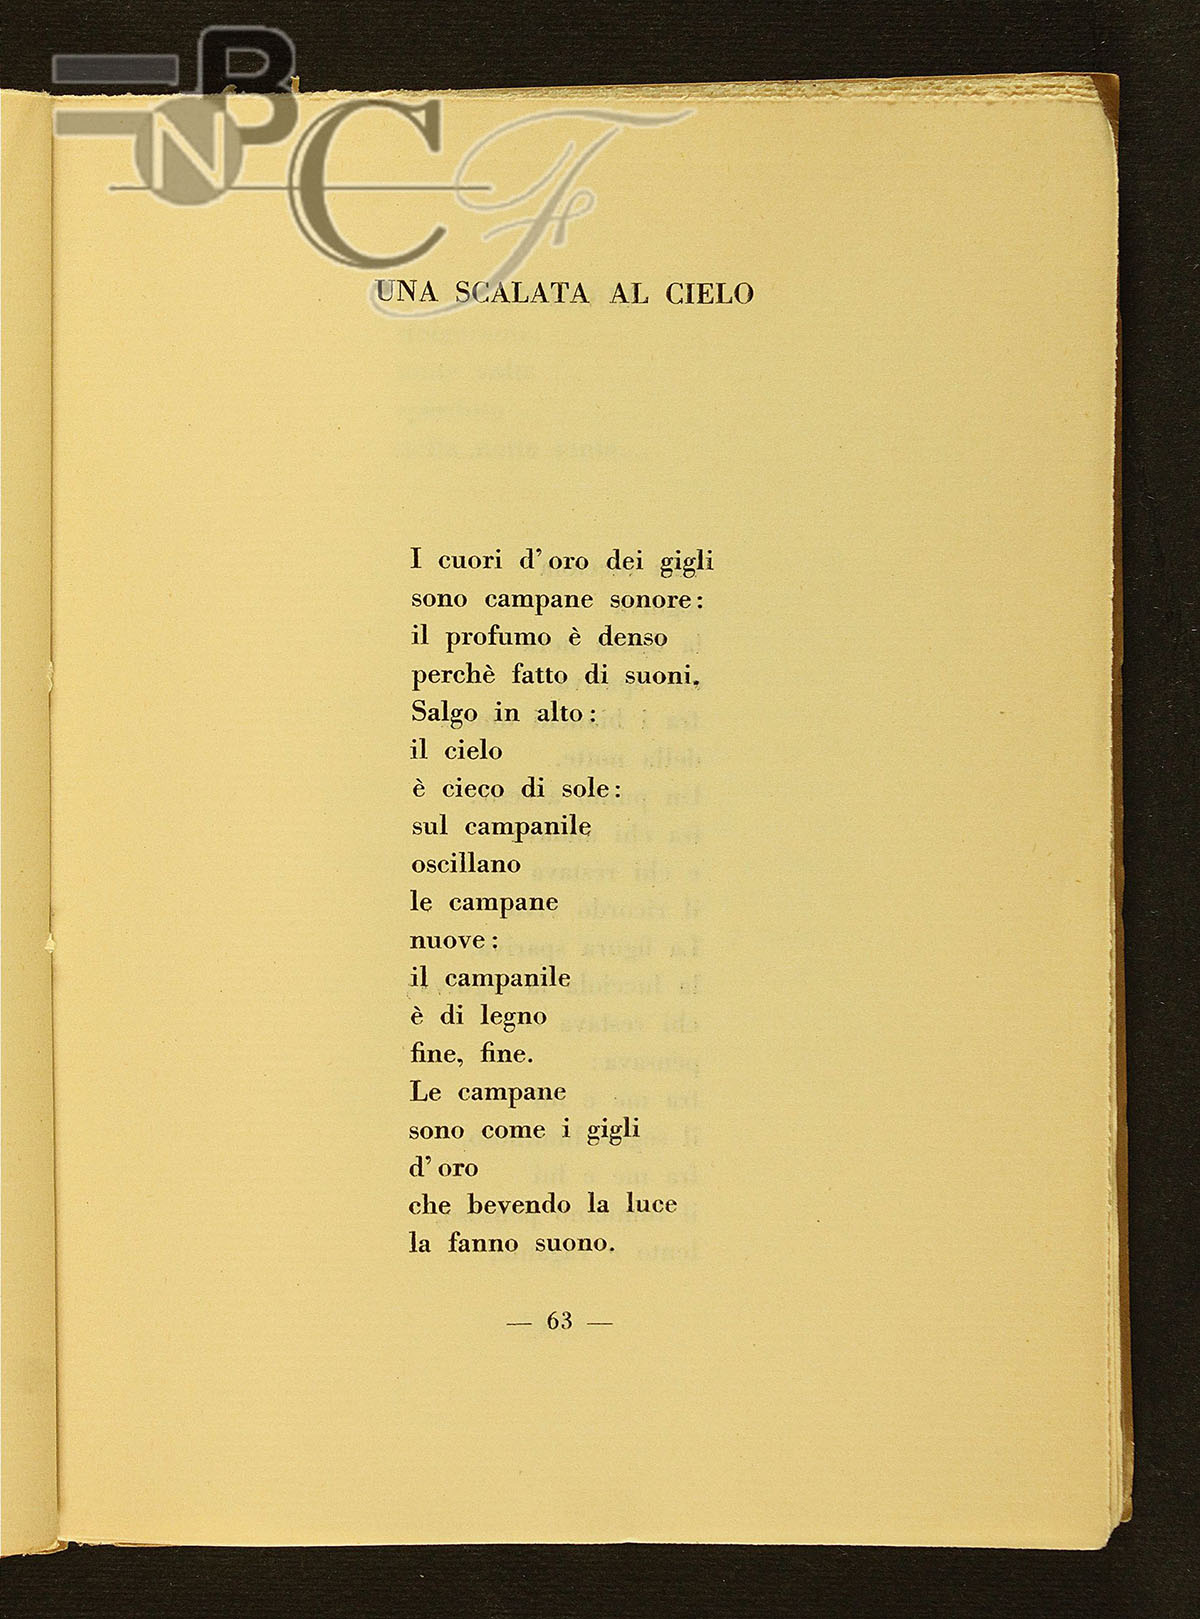 NBCF
UNA SCALATA AL CIELO
I cuori d'oro dei gigli
sono campane sonore:
il profumo è denso
perchè fatto di suoni.
Salgo in alto:
il cielo
è cieco di sole:
sul campanile
oscillano
le campane
nuove:
il campanile
è di legno
fine, fine.
Le campane
sono come i gigli
d'oro
che bevendo la luce
la fanno suono.
— 63 —